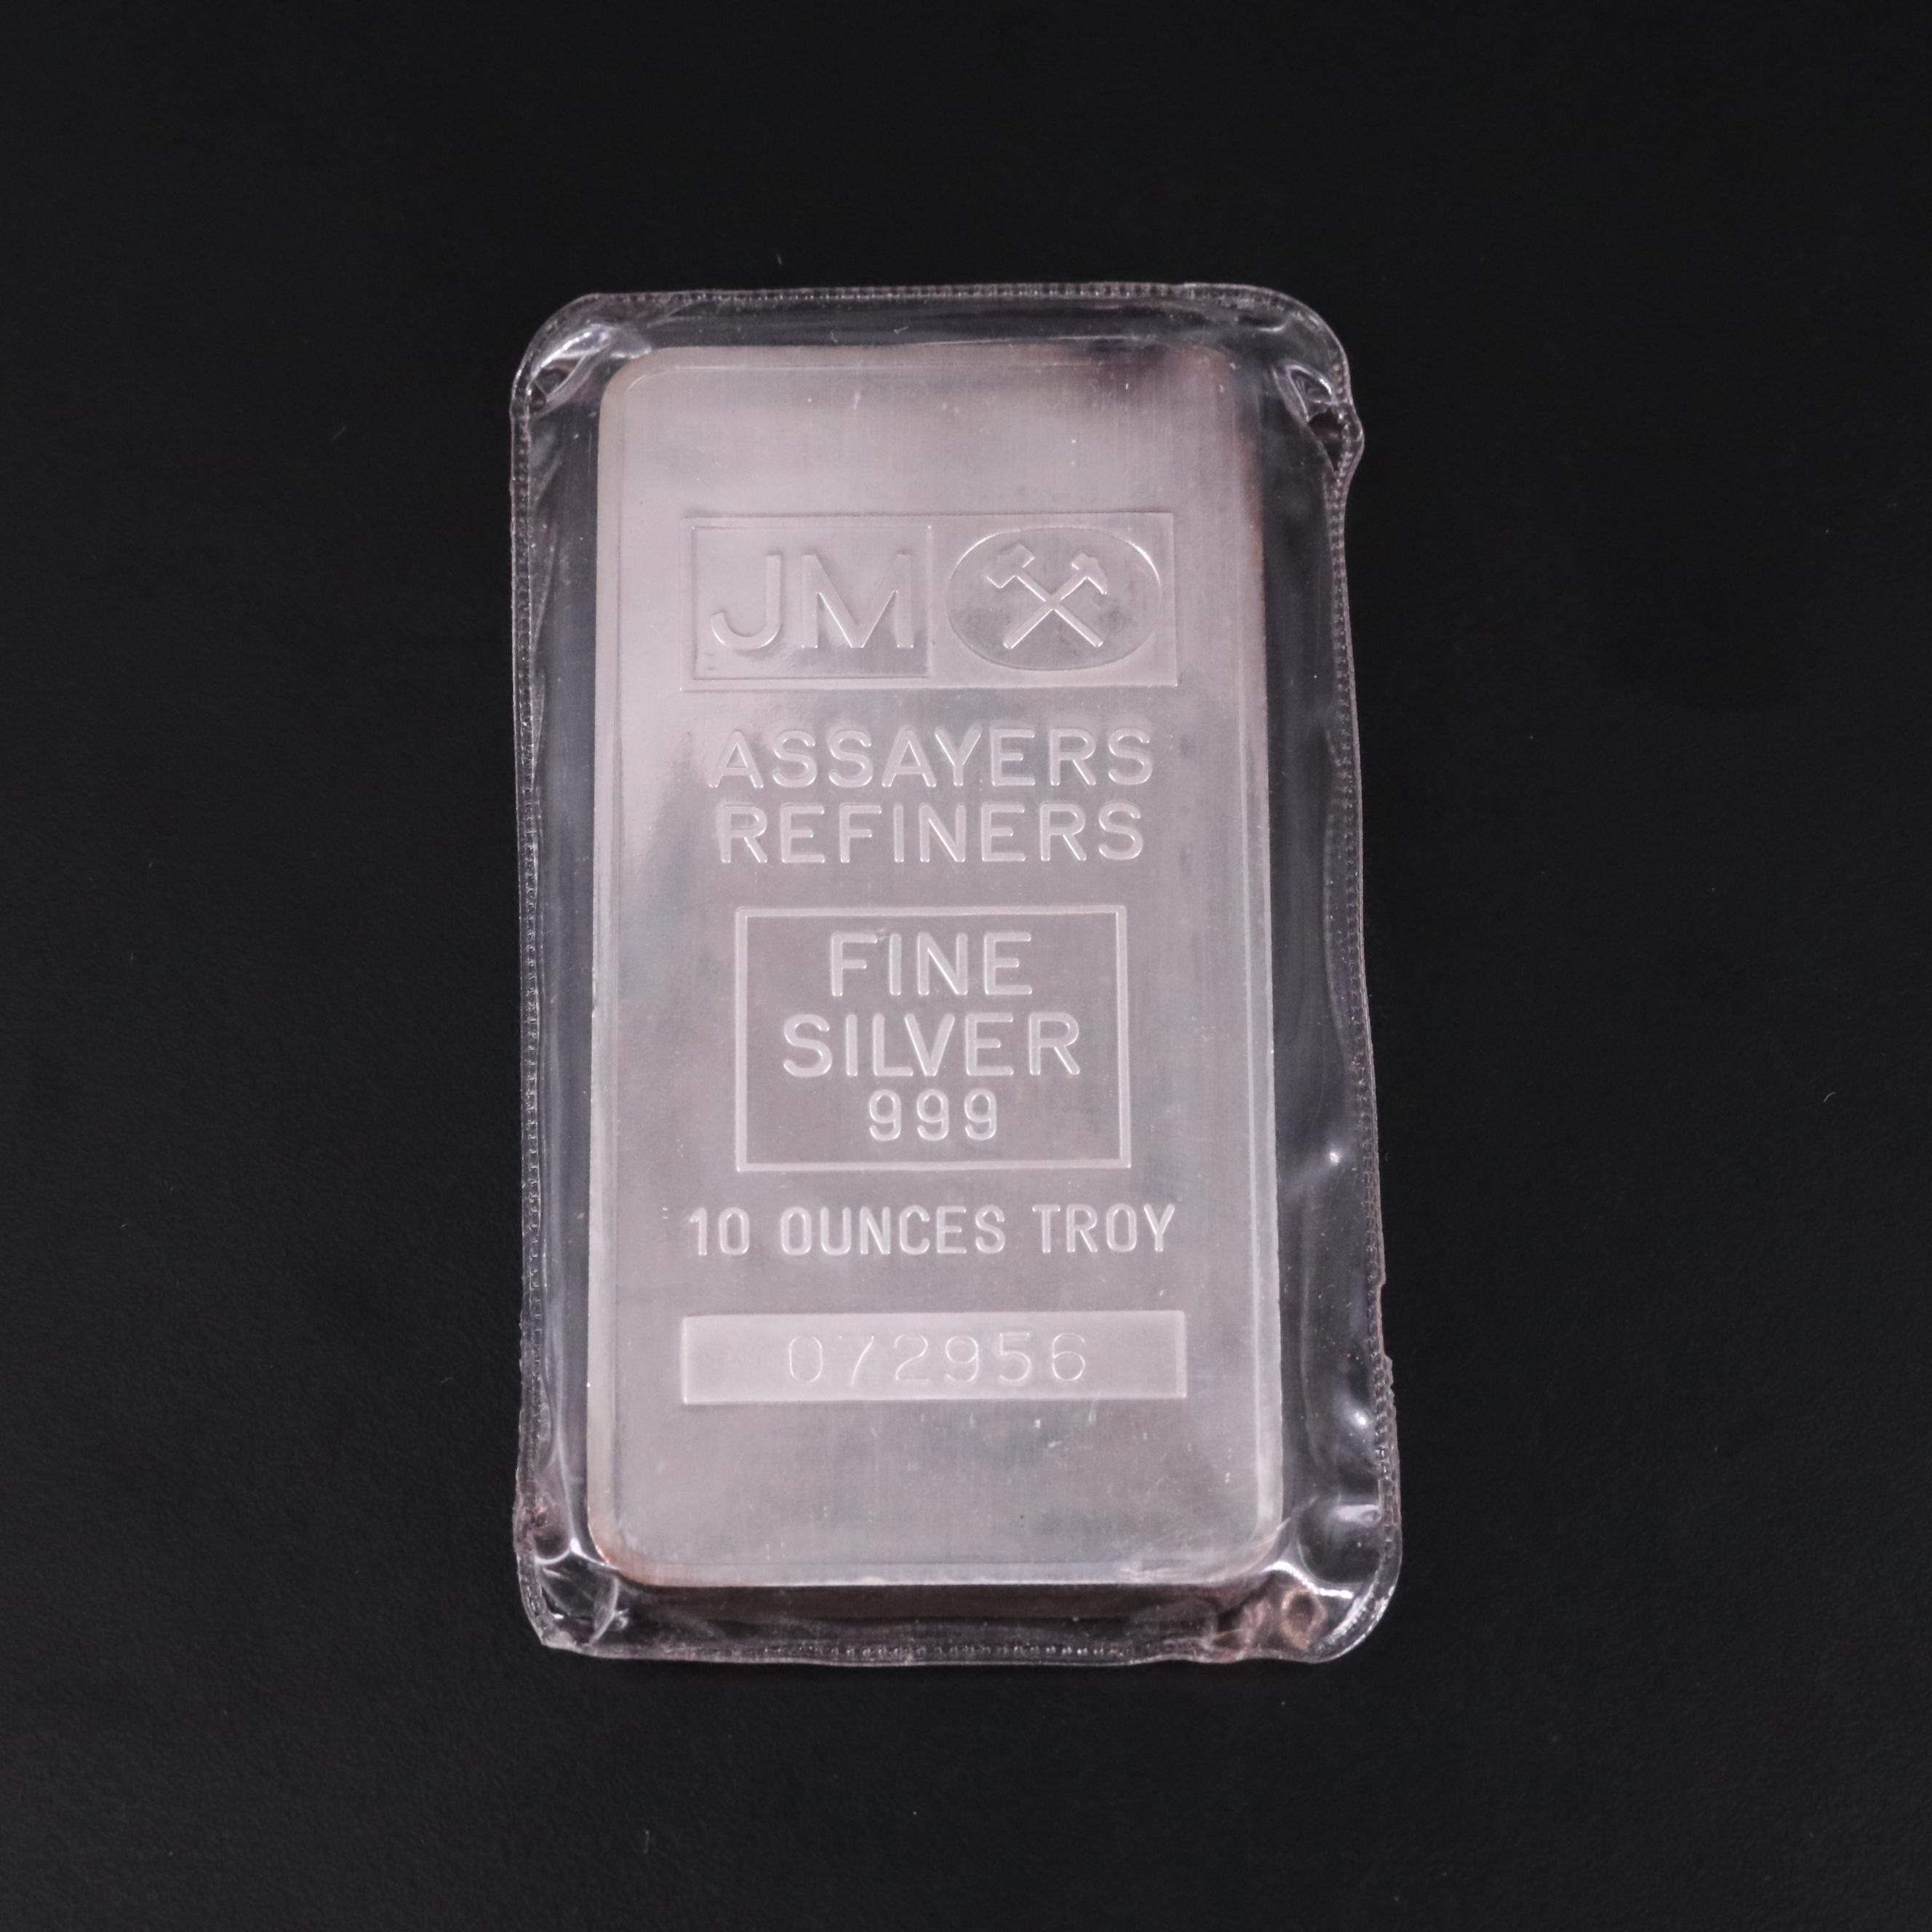 JM
ASSAYERS
REFINERS
FINE
SILVER
999
10 OUNCES TROY
072956